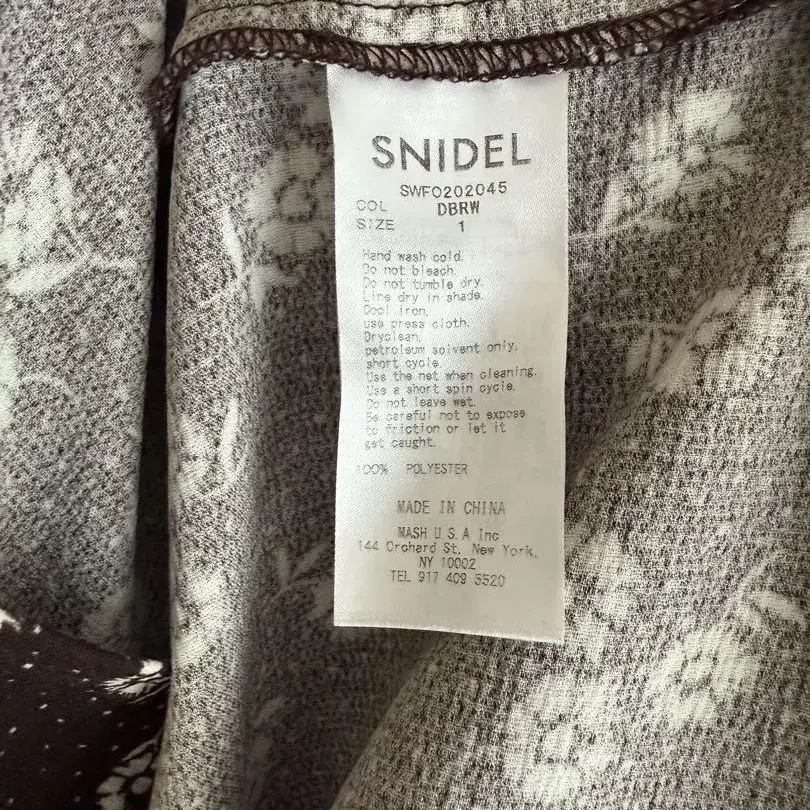 SNIDEL
SWFO202045
COL DBRW
SIZE 1
Hand wash cold.
Do not bleach.
Do not tumble dry.
Line dry in shade.
Cool iron.
use press cloth.
Dryclean.
petroleum solvent only.
short cycle.
Use the net when cleaning.
Use a short spin cycle.
Do not leave wet.
Be careful not to expose
to friction or let it
get caught.
100% POLYESTER
MADE IN CHINA
MASH U.S.A Inc
144 Orchard St. New York,
NY 10002
TEL 917 409 5520